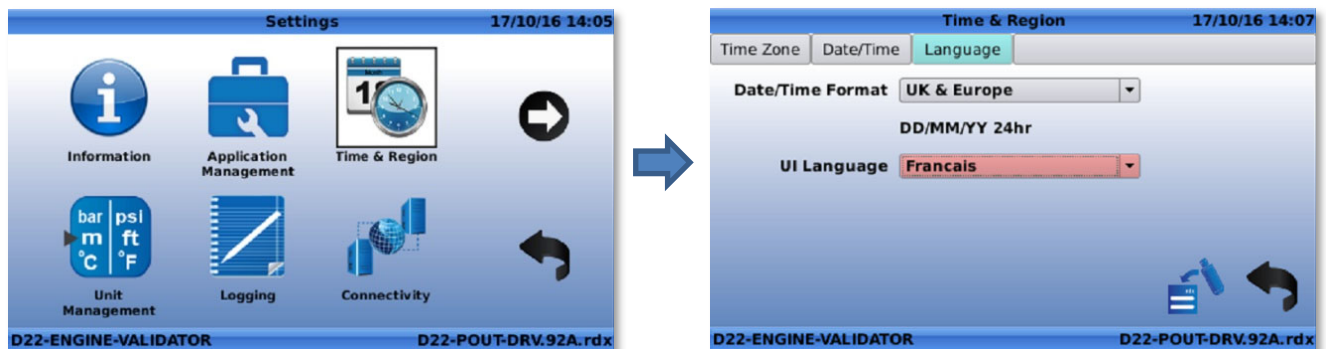 Settings 17/10/16 14:05
1
Information Application Management Time & Region
bar psi
m ft
°C °F
Unit Management Logging Connectivity
D22-ENGINE-VALIDATOR D22-POUT-DRV.92A.rdx
Time & Region 17/10/16 14:07
Time Zone Date/Time Language
Date/Time Format UK & Europe
DD/MM/YY 24hr
UI Language Francais
D22-ENGINE-VALIDATOR D22-POUT-DRV.92A.rdx